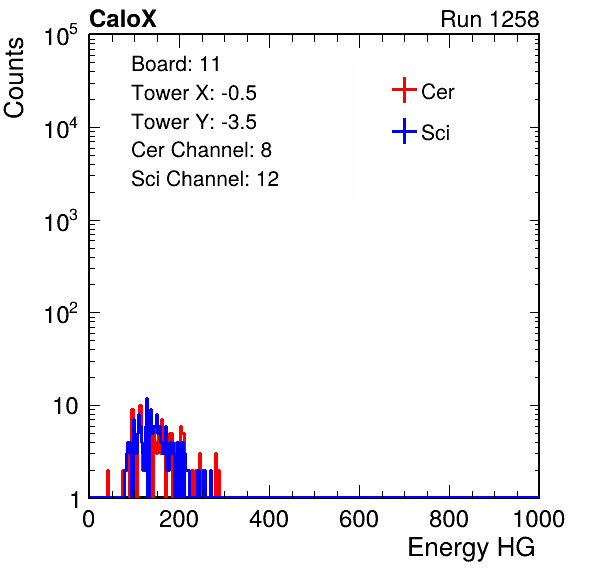 CaloX Run 1258
Counts
10^5
10^4
10^3
10^2
10
1
Board: 11
Tower X: -0.5
Tower Y: -3.5
Cer Channel: 8
Sci Channel: 12
Cer
Sci
0 200 400 600 800 1000
Energy HG